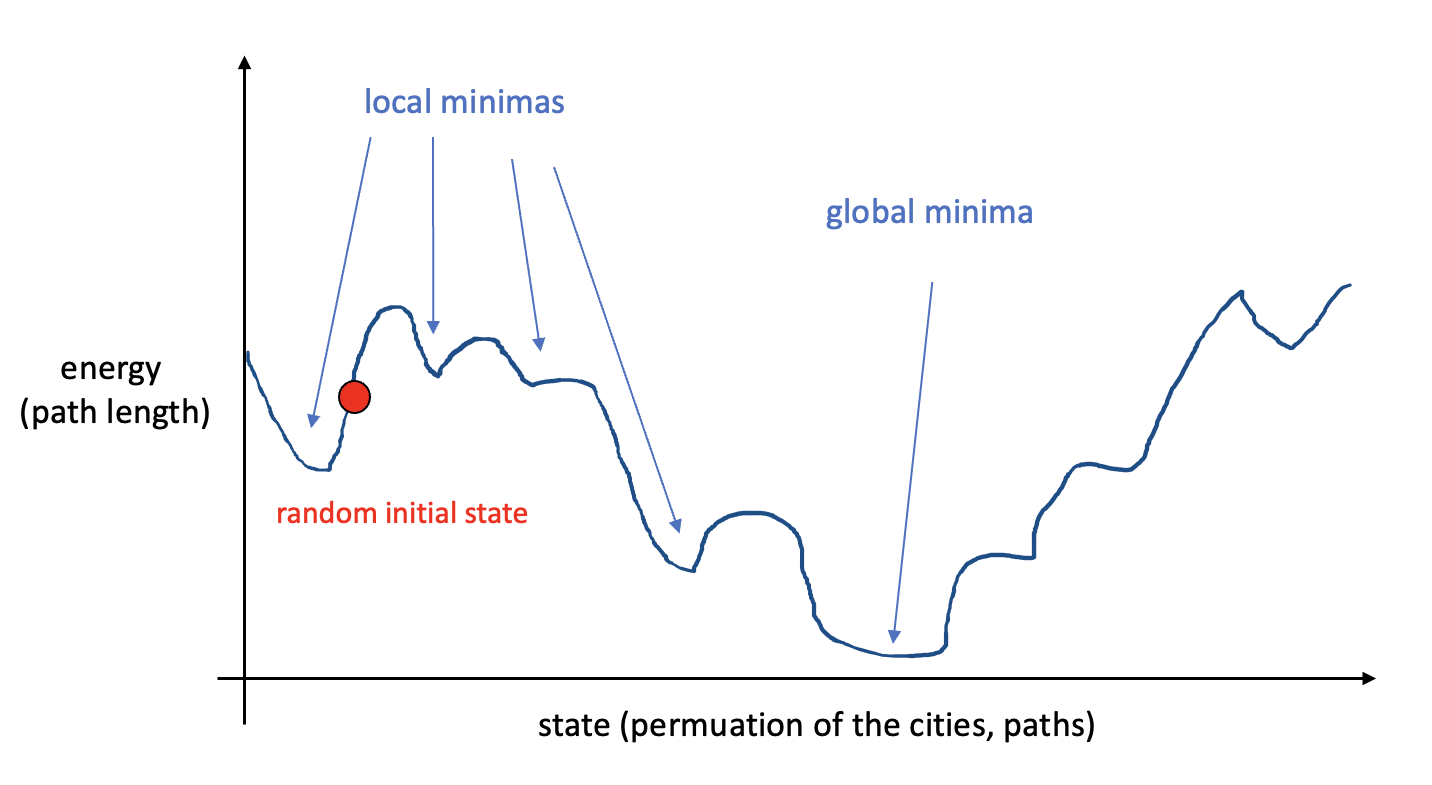 local minimas
global minima
energy
(path length)
random initial state
state (permuation of the cities, paths)